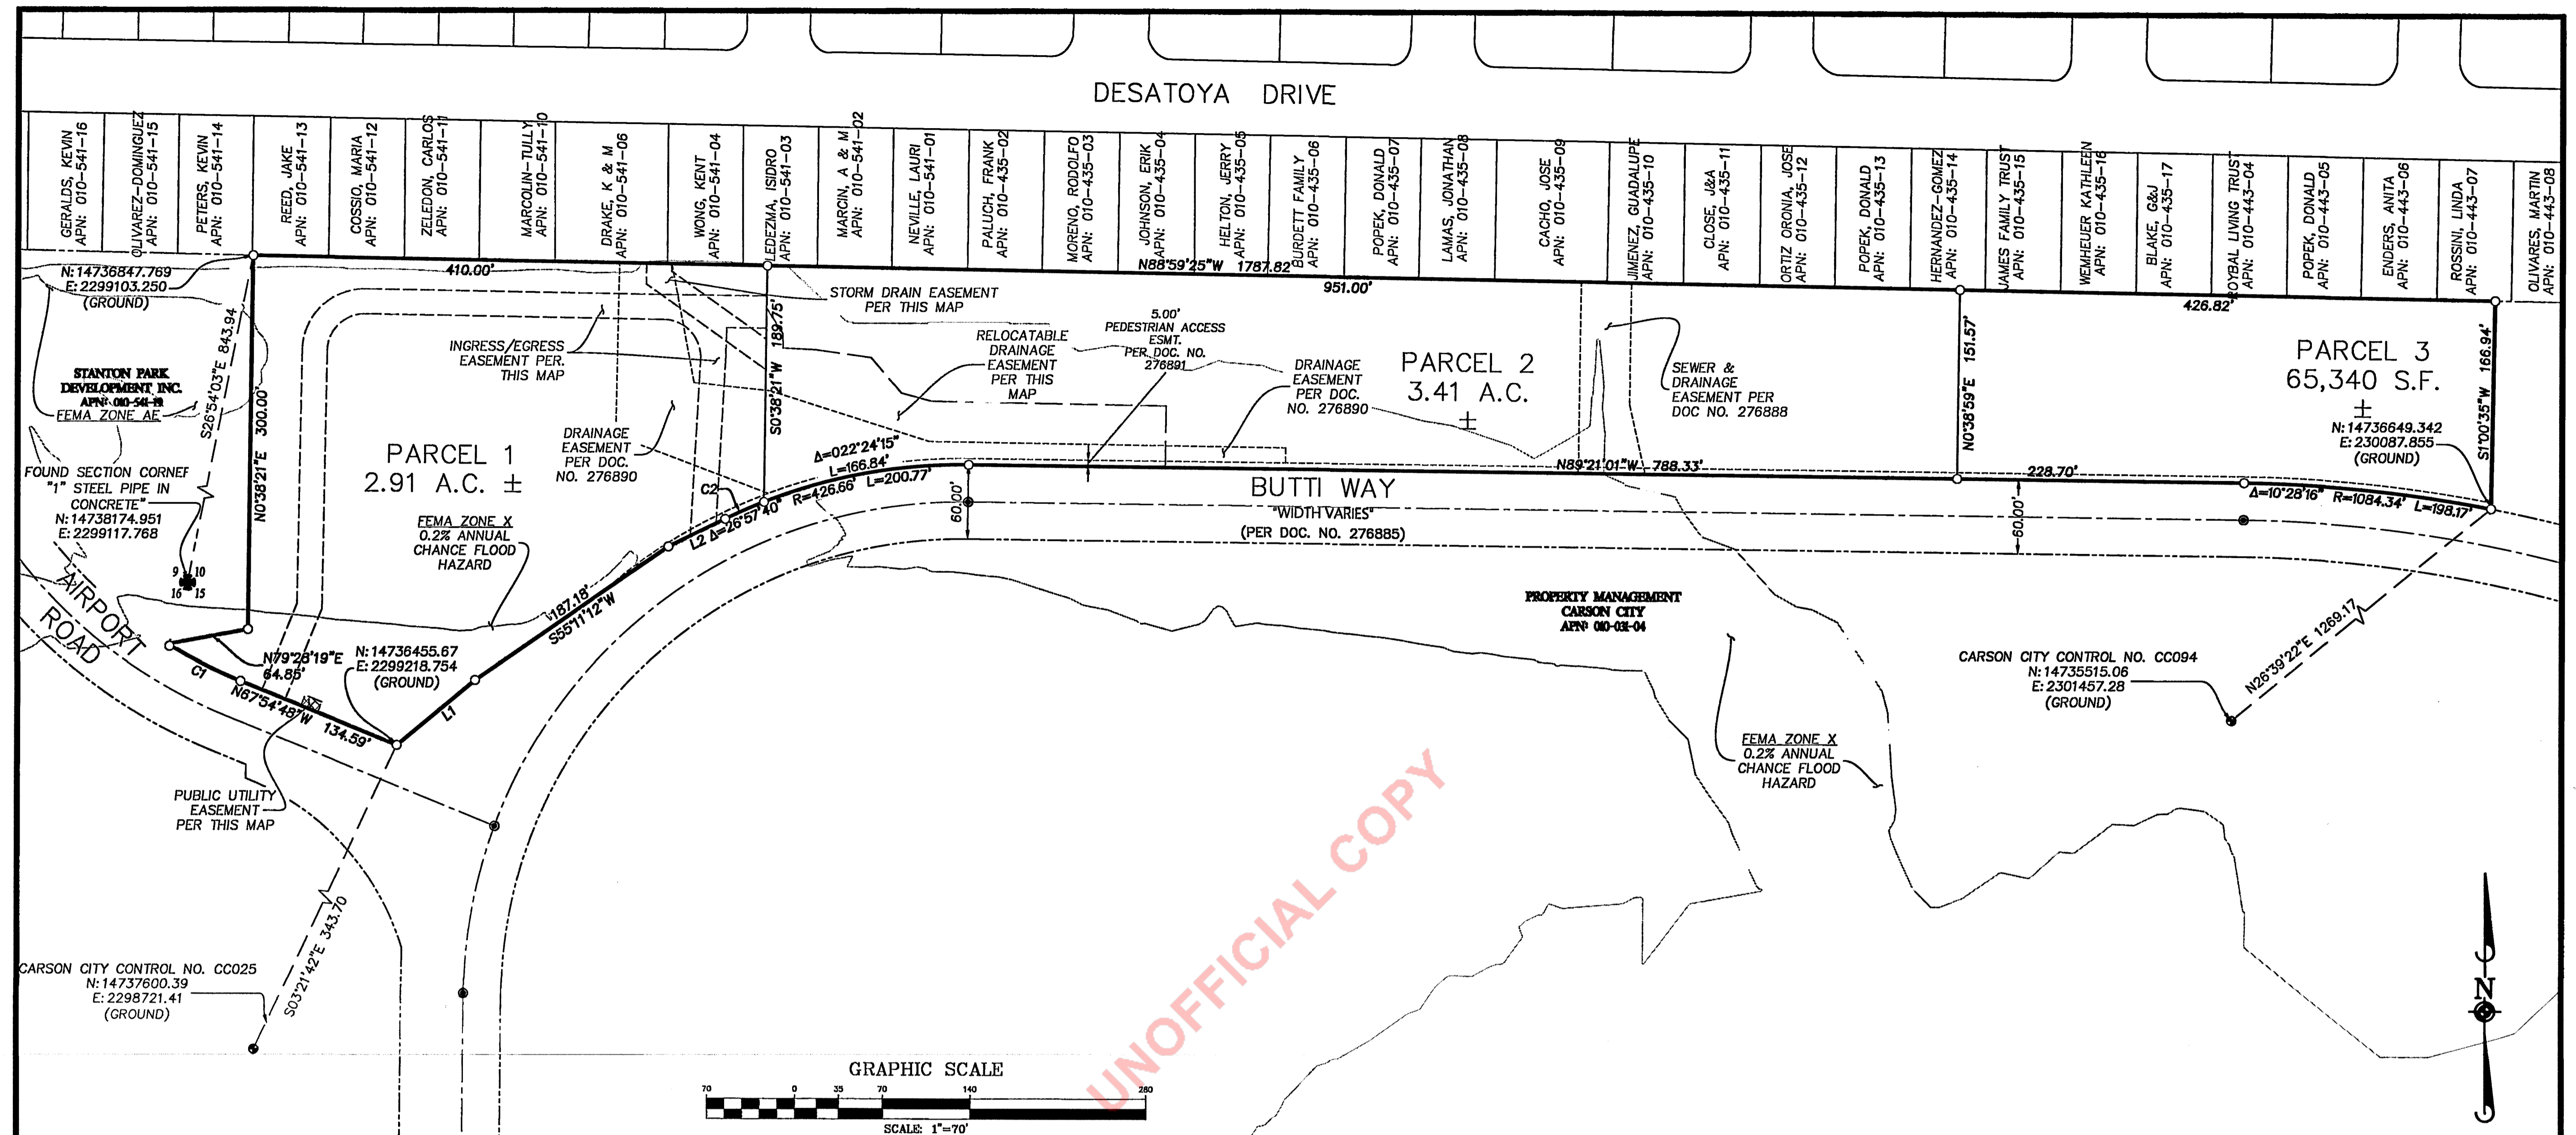 DESATOYA DRIVE
GERALDS, KEVIN
APN: 010-541-16
OLIVAREZ-DOMINGUEZ
APN: 010-541-15
PETERS, KEVIN
APN: 010-541-14
REED, JAKE
APN: 010-541-13
COSSIO, MARIA
APN: 010-541-12
ZELEDON, CARLOS
APN: 010-541-11
MARCOLIN-TULLY
APN: 010-541-10
DRAKE, K & M
APN: 010-541-06
WONG, KENT
APN: 010-541-04
LEDEZMA, ISIDRO
APN: 010-541-03
MARCIN, A & M
APN: 010-541-02
NEVILLE, LAURI
APN: 010-541-01
PALUCH, FRANK
APN: 010-435-02
MORENO, RODOLFO
APN: 010-435-03
JOHNSON, ERIK
APN: 010-435-04
HELTON, JERRY
APN: 010-435-05
BURDETT FAMILY
APN: 010-435-06
POPEK, DONALD
APN: 010-435-07
LAMAS, JONATHAN
APN: 010-435-08
CACHO, JOSE
APN: 010-435-09
JIMENEZ, GUADALUPE
APN: 010-435-10
CLOSE, J&A
APN: 010-435-11
ORTIZ ORONIA, JOSE
APN: 010-435-12
POPEK, DONALD
APN: 010-435-13
HERNANDEZ-GOMEZ
APN: 010-435-14
JAMES FAMILY TRUST
APN: 010-435-15
WEMHEUER KATHLEEN
APN: 010-435-16
BLAKE, G&J
APN: 010-435-17
ROYBAL LIVING TRUST
APN: 010-443-04
POPEK, DONALD
APN: 010-443-05
ENDERS, ANITA
APN: 010-443-06
ROSSINI, LINDA
APN: 010-443-07
OLIVARES, MARTIN
APN: 010-443-08
N: 14736847.769
E: 2299103.250
(GROUND)
410.00'
N88°59'25"W 1787.82'
951.00'
426.82'
STORM DRAIN EASEMENT
PER THIS MAP
INGRESS/EGRESS
EASEMENT PER.
THIS MAP
S0°38'21"W 189.75'
RELOCATABLE
DRAINAGE
EASEMENT
PER THIS
MAP
5.00'
PEDESTRIAN ACCESS
ESMT.
PER DOC. NO.
276891
DRAINAGE
EASEMENT
PER DOC.
NO. 276890
PARCEL 2
3.41 A.C.
±
SEWER &
DRAINAGE
EASEMENT PER
DOC NO. 276888
N0°38'59"E 151.57'
PARCEL 3
65,340 S.F.
±
N: 14736649.342
E: 230087.855
(GROUND)
S1°00'35"W 166.94'
STANTON PARK
DEVELOPMENT INC.
APN: 010-541-19
FEMA ZONE AE
S26°54'03"E 843.94
N0°38'21"E 300.00'
FOUND SECTION CORNER
"1" STEEL PIPE IN
CONCRETE"
N: 14738174.951
E: 2299117.768
9 10
16 15
PARCEL 1
2.91 A.C. ±
DRAINAGE
EASEMENT
PER DOC.
NO. 276890
FEMA ZONE X
0.2% ANNUAL
CHANCE FLOOD
HAZARD
Δ=022°24'15"
L=166.84'
C2
L2 Δ=26°57'40" R=426.66' L=200.77'
N89°21'01"W 788.33'
228.70'
Δ=10°28'16" R=1084.34' L=198.17'
60.00'
BUTTI WAY
"WIDTH VARIES"
(PER DOC. NO. 276885)
60.00'
187.18'
S55°11'12"W
AIRPORT
ROAD
N79°28'19"E
64.85'
C1
N67°54'48"W 134.59'
N: 14736455.67
E: 2299218.754
(GROUND)
L1
PUBLIC UTILITY
EASEMENT
PER THIS MAP
PROPERTY MANAGEMENT
CARSON CITY
APN: 010-031-04
CARSON CITY CONTROL NO. CC094
N: 14735515.06
E: 2301457.28
(GROUND)
N26°39'22"E 1269.17
FEMA ZONE X
0.2% ANNUAL
CHANCE FLOOD
HAZARD
S03°21'42"E 343.70
CARSON CITY CONTROL NO. CC025
N: 14737600.39
E: 2298721.41
(GROUND)
UNOFFICIAL COPY
N
GRAPHIC SCALE
70 0 35 70 140 280
SCALE: 1"=70'